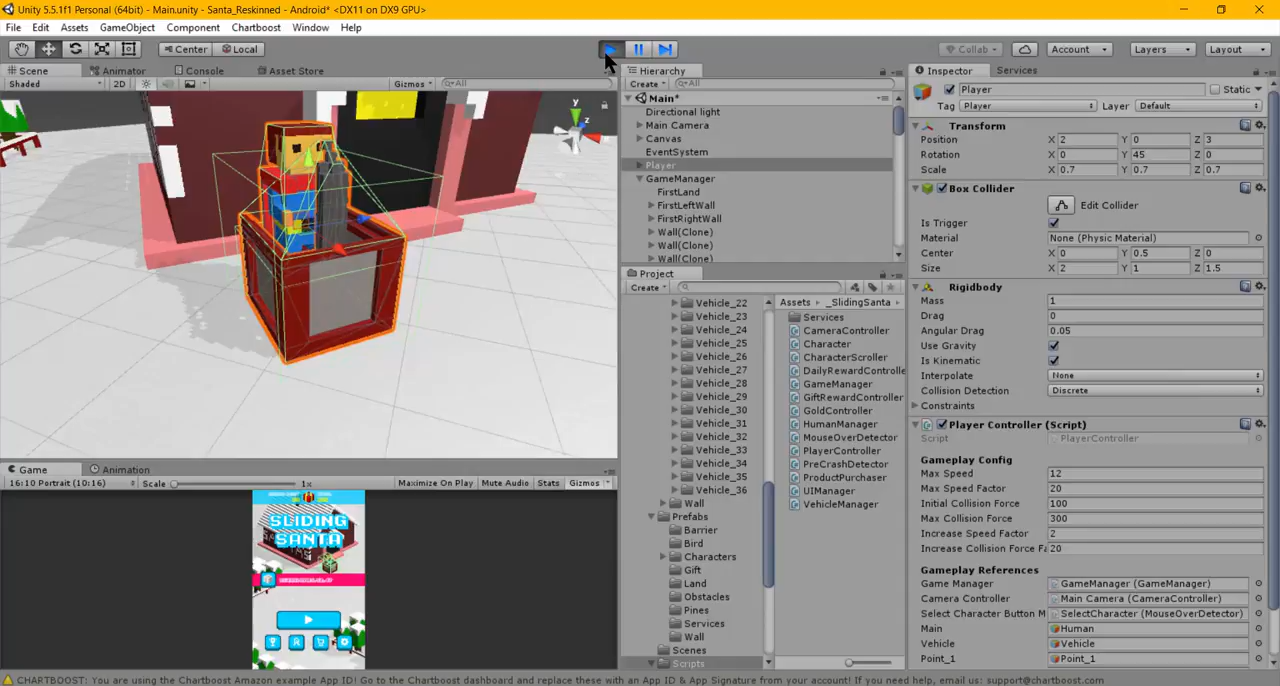 Unity 5.5.1f1 Personal (64bit) - Main.unity - Santa_Reskinned - Android* <DX11 on DX9 GPU>
File Edit Assets GameObject Component Chartboost Window Help
Center Local Collab Account Layers Layout
Scene Animator Console Asset Store
Shaded 2D Gizmos All
y
z
Hierarchy
Create All
Main*
Directional light
Main Camera
Canvas
EventSystem
Player
GameManager
FirstLand
FirstLeftWall
FirstRightWall
Wall(Clone)
Wall(Clone)
Wall(Clone)
Project
Create
Vehicle_22
Vehicle_23
Vehicle_24
Vehicle_25
Vehicle_26
Vehicle_27
Vehicle_28
Vehicle_29
Vehicle_30
Vehicle_31
Vehicle_32
Vehicle_33
Vehicle_34
Vehicle_35
Vehicle_36
Wall
Prefabs
Barrier
Bird
Characters
Gift
Land
Obstacles
Pines
Services
Wall
Scenes
Scripts
Assets _SlidingSanta
Services
CameraController
Character
CharacterScroller
DailyRewardControlle
GameManager
GiftRewardController
GoldController
HumanManager
MouseOverDetector
PlayerController
PreCrashDetector
ProductPurchaser
UIManager
VehicleManager
Inspector Services
Player Static
Tag Player Layer Default
Transform
Position X 2 Y 0 Z 3
Rotation X 0 Y 45 Z 0
Scale X 0.7 Y 0.7 Z 0.7
Box Collider
Edit Collider
Is Trigger
Material None (Physic Material)
Center X 0 Y 0.5 Z 0
Size X 2 Y 1 Z 1.5
Rigidbody
Mass 1
Drag 0
Angular Drag 0.05
Use Gravity
Is Kinematic
Interpolate None
Collision Detection Discrete
Constraints
Player Controller (Script)
Script PlayerController
Gameplay Config
Max Speed 12
Max Speed Factor 20
Initial Collision Force 100
Max Collision Force 300
Increase Speed Factor 2
Increase Collision Force Fa 20
Gameplay References
Game Manager GameManager (GameManager)
Camera Controller Main Camera (CameraController)
Select Character Button M SelectCharacter (MouseOverDetector)
Main Human
Vehicle Vehicle
Point_1 Point_1
Game Animation
16:10 Portrait (10:16) Scale 1x Maximize On Play Mute Audio Stats Gizmos
SLIDING
SANTA
CHARTBOOST: You are using the Chartboost Amazon example App ID! Go to the Chartboost dashboard and replace these with an App ID & App Signature from your account! If you need help, email us: support@chartboost.com